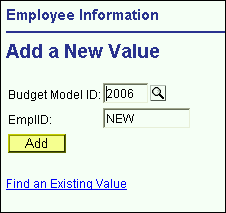 Employee Information
Add a New Value
Budget Model ID: 2006
EmplID: NEW
Add
Find an Existing Value